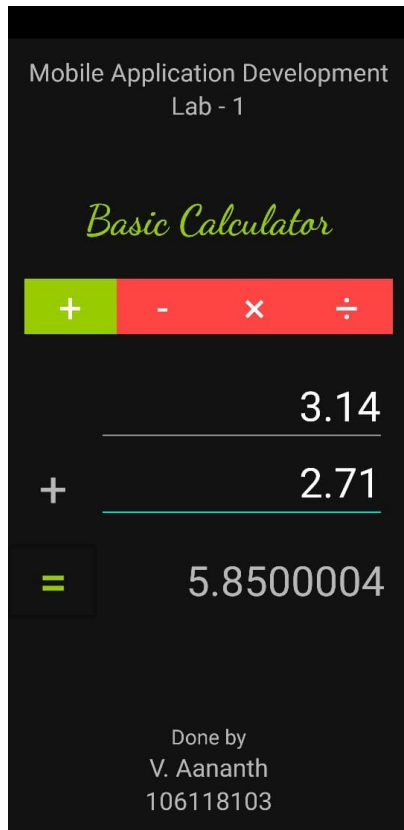 Mobile Application Development
Lab - 1
Basic Calculator
+ - × ÷
3.14
+ 2.71
= 5.8500004
Done by
V. Aananth
106118103